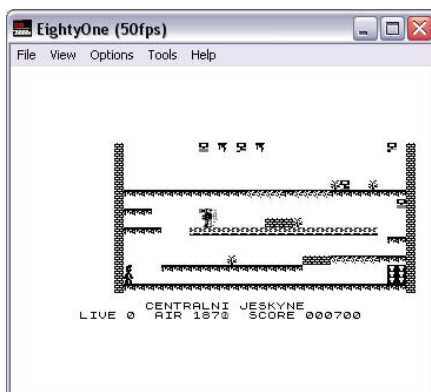 EightyOne (50fps)
File View Options Tools Help
CENTRALNI JESKYNE
LIVE 0 AIR 1870 SCORE 000700